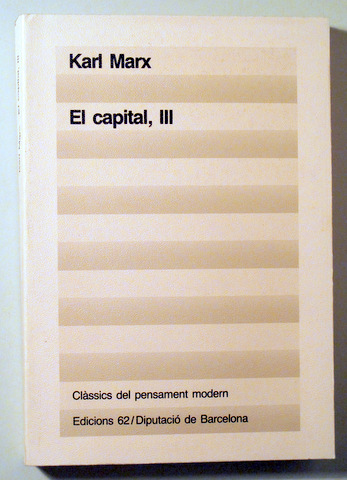 Karl Marx
El capital, III
Clàssics del pensament modern
Edicions 62/Diputació de Barcelona